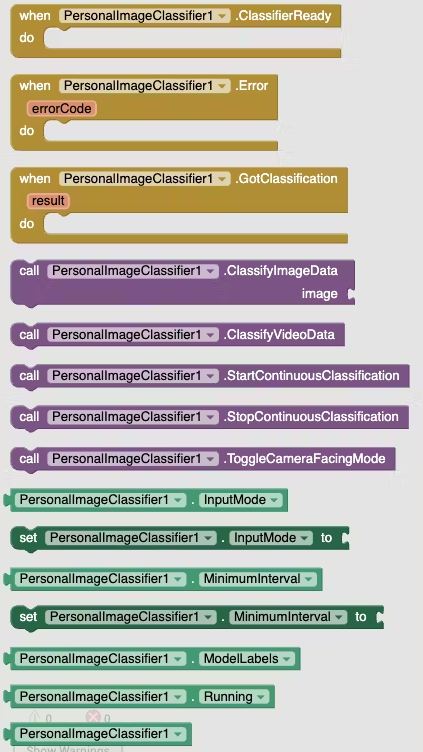 when PersonalImageClassifier1 .ClassifierReady
do
when PersonalImageClassifier1 .Error
errorCode
do
when PersonalImageClassifier1 .GotClassification
result
do
call PersonalImageClassifier1 .ClassifyImageData
image
call PersonalImageClassifier1 .ClassifyVideoData
call PersonalImageClassifier1 .StartContinuousClassification
call PersonalImageClassifier1 .StopContinuousClassification
call PersonalImageClassifier1 .ToggleCameraFacingMode
PersonalImageClassifier1 . InputMode
set PersonalImageClassifier1 . InputMode to
PersonalImageClassifier1 . MinimumInterval
set PersonalImageClassifier1 . MinimumInterval to
PersonalImageClassifier1 . ModelLabels
PersonalImageClassifier1 . Running
0 0
PersonalImageClassifier1
Show Warnings